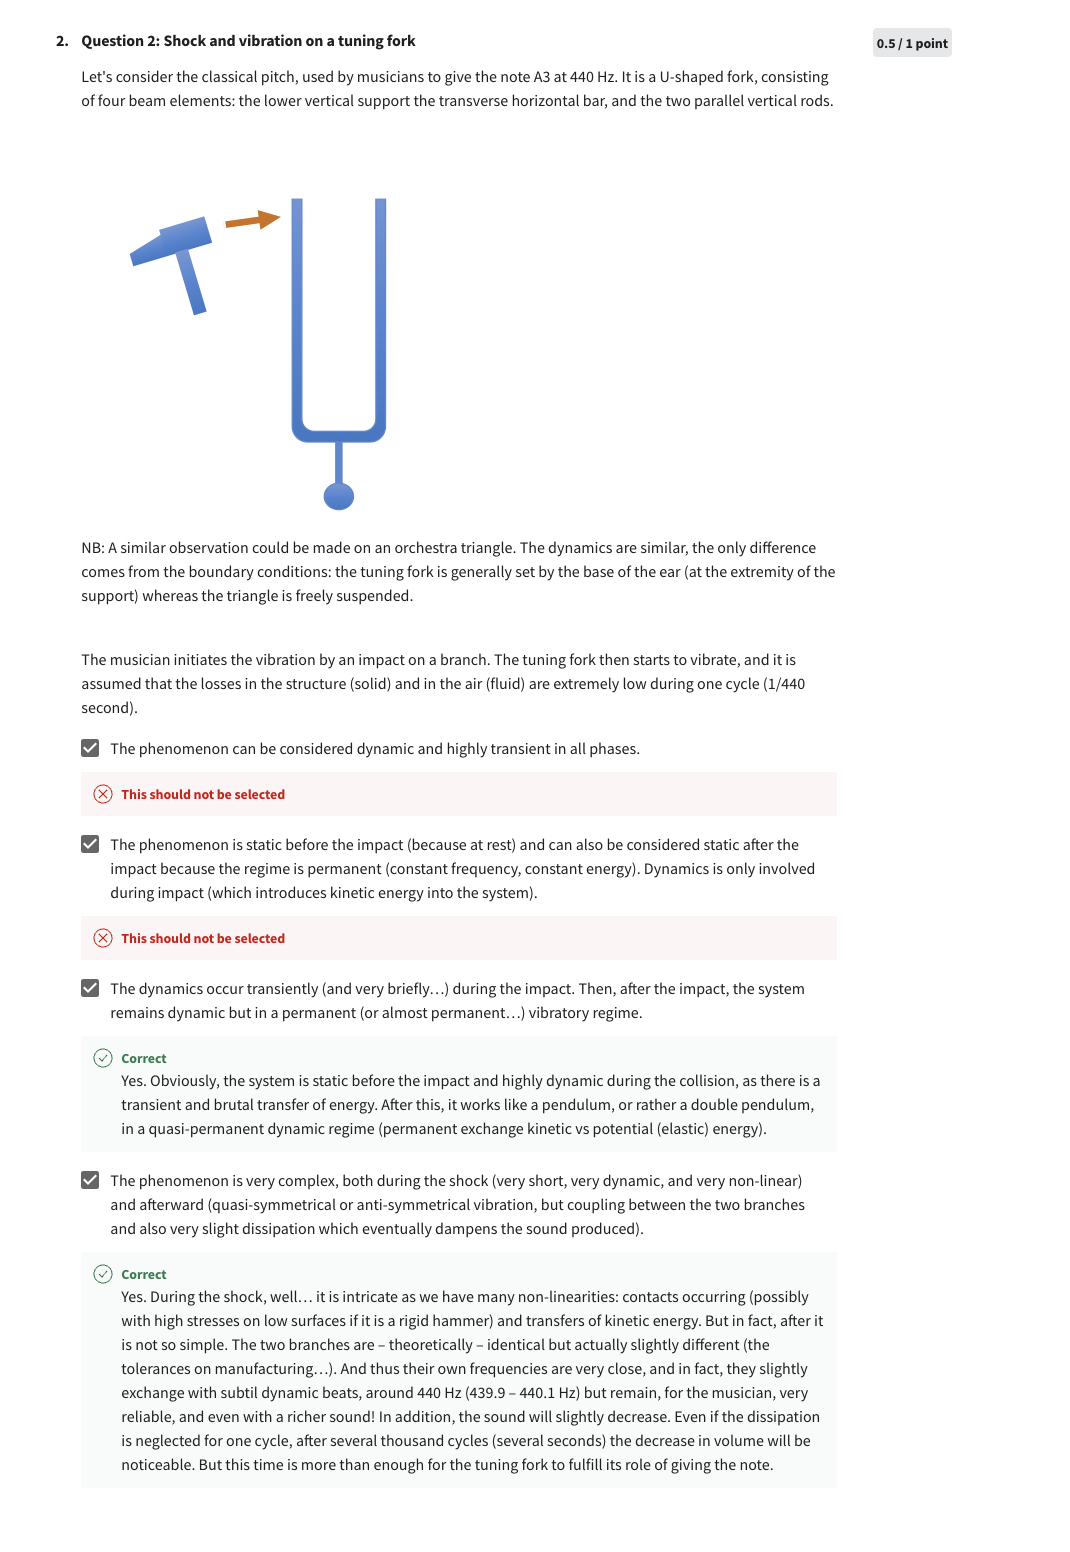 2. Question 2: Shock and vibration on a tuning fork
0.5 / 1 point
Let's consider the classical pitch, used by musicians to give the note A3 at 440 Hz. It is a U-shaped fork, consisting
of four beam elements: the lower vertical support the transverse horizontal bar, and the two parallel vertical rods.
NB: A similar observation could be made on an orchestra triangle. The dynamics are similar, the only difference
comes from the boundary conditions: the tuning fork is generally set by the base of the ear (at the extremity of the
support) whereas the triangle is freely suspended.
The musician initiates the vibration by an impact on a branch. The tuning fork then starts to vibrate, and it is
assumed that the losses in the structure (solid) and in the air (fluid) are extremely low during one cycle (1/440
second).
The phenomenon can be considered dynamic and highly transient in all phases.
This should not be selected
The phenomenon is static before the impact (because at rest) and can also be considered static after the
impact because the regime is permanent (constant frequency, constant energy). Dynamics is only involved
during impact (which introduces kinetic energy into the system).
This should not be selected
The dynamics occur transiently (and very briefly…) during the impact. Then, after the impact, the system
remains dynamic but in a permanent (or almost permanent…) vibratory regime.
Correct
Yes. Obviously, the system is static before the impact and highly dynamic during the collision, as there is a
transient and brutal transfer of energy. After this, it works like a pendulum, or rather a double pendulum,
in a quasi-permanent dynamic regime (permanent exchange kinetic vs potential (elastic) energy).
The phenomenon is very complex, both during the shock (very short, very dynamic, and very non-linear)
and afterward (quasi-symmetrical or anti-symmetrical vibration, but coupling between the two branches
and also very slight dissipation which eventually dampens the sound produced).
Correct
Yes. During the shock, well… it is intricate as we have many non-linearities: contacts occurring (possibly
with high stresses on low surfaces if it is a rigid hammer) and transfers of kinetic energy. But in fact, after it
is not so simple. The two branches are – theoretically – identical but actually slightly different (the
tolerances on manufacturing…). And thus their own frequencies are very close, and in fact, they slightly
exchange with subtil dynamic beats, around 440 Hz (439.9 – 440.1 Hz) but remain, for the musician, very
reliable, and even with a richer sound! In addition, the sound will slightly decrease. Even if the dissipation
is neglected for one cycle, after several thousand cycles (several seconds) the decrease in volume will be
noticeable. But this time is more than enough for the tuning fork to fulfill its role of giving the note.